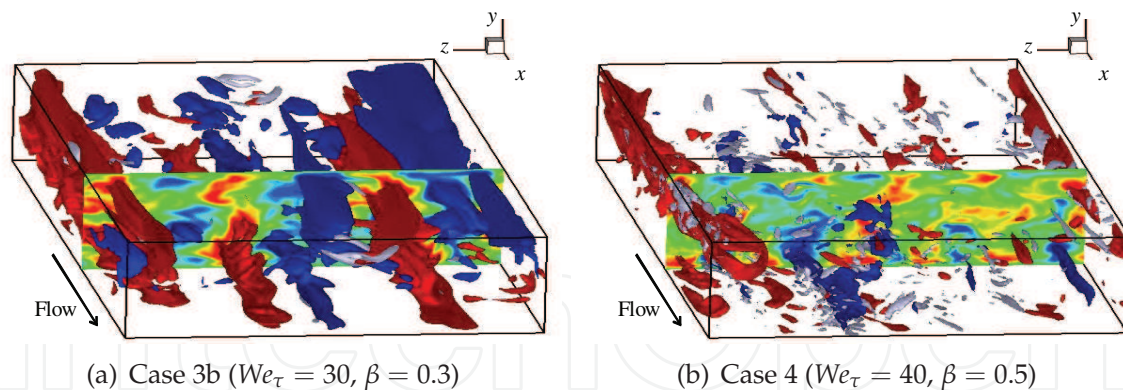 y
z
x
Flow
(a) Case 3b (We_τ = 30, β = 0.3)
y
z
x
Flow
(b) Case 4 (We_τ = 40, β = 0.5)